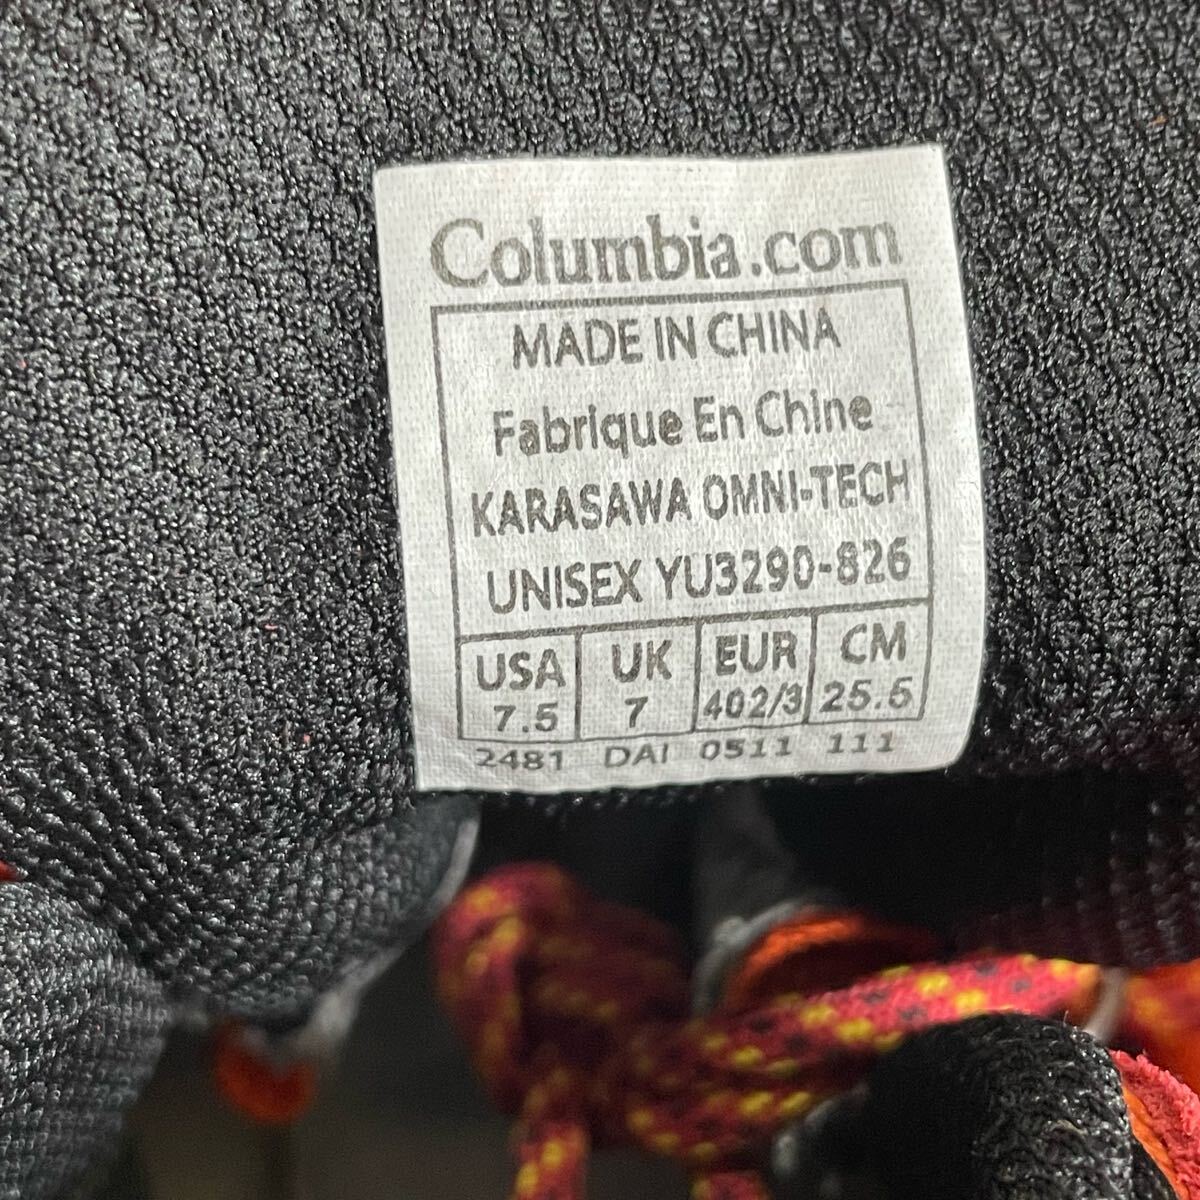 Columbia.com
MADE IN CHINA
Fabrique En Chine
KARASAWA OMNI-TECH
UNISEX YU3290-826
USA UK EUR CM
7.5 7 402/3 25.5
2481 DAI 0511 111